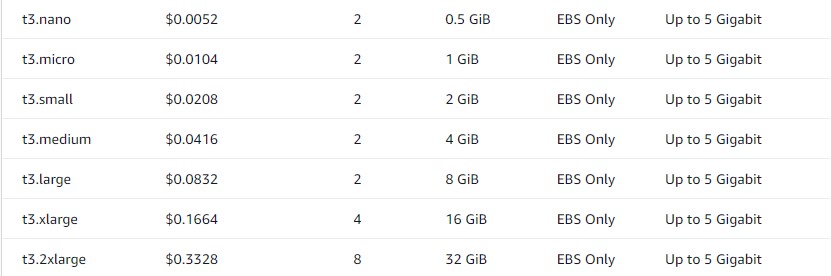 t3.nano $0.0052 2 0.5 GiB EBS Only Up to 5 Gigabit
t3.micro $0.0104 2 1 GiB EBS Only Up to 5 Gigabit
t3.small $0.0208 2 2 GiB EBS Only Up to 5 Gigabit
t3.medium $0.0416 2 4 GiB EBS Only Up to 5 Gigabit
t3.large $0.0832 2 8 GiB EBS Only Up to 5 Gigabit
t3.xlarge $0.1664 4 16 GiB EBS Only Up to 5 Gigabit
t3.2xlarge $0.3328 8 32 GiB EBS Only Up to 5 Gigabit